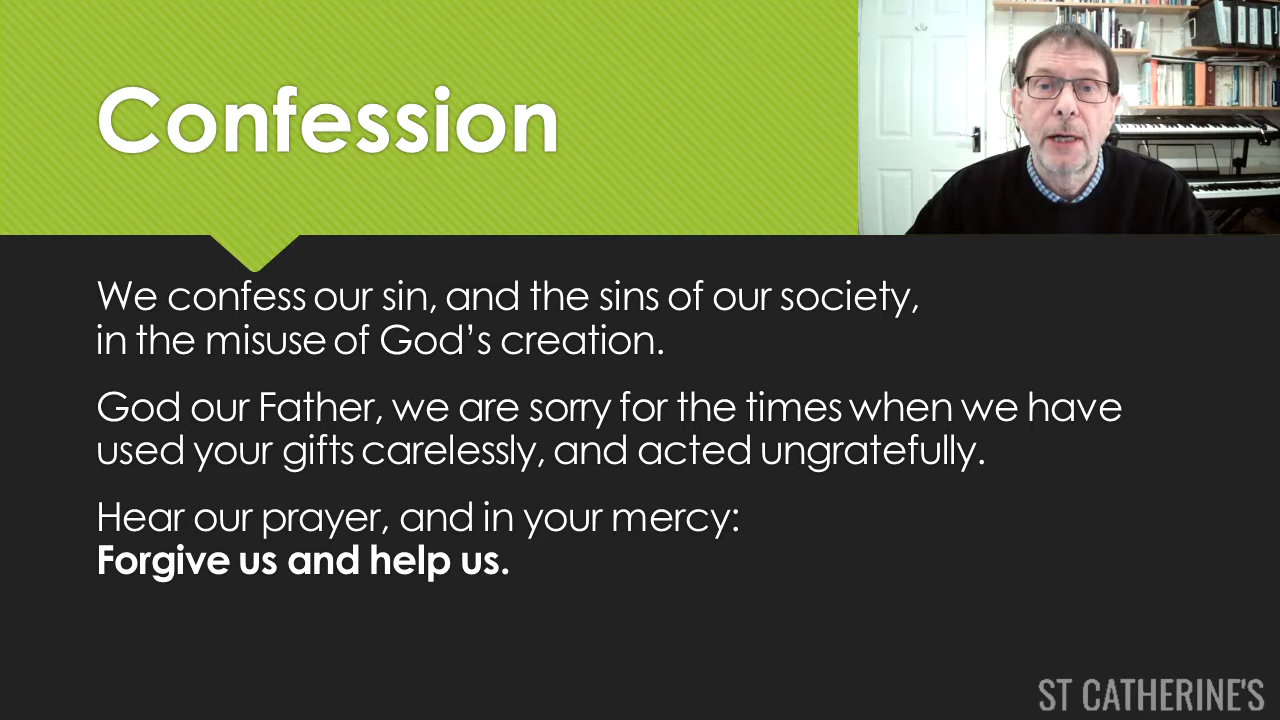 Confession
We confess our sin, and the sins of our society,
in the misuse of God’s creation.
God our Father, we are sorry for the times when we have
used your gifts carelessly, and acted ungratefully.
Hear our prayer, and in your mercy:
Forgive us and help us.
ST CATHERINE'S